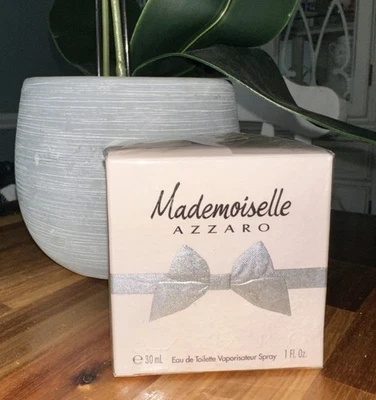 Mademoiselle
AZZARO
℮ 30 mL Eau de Toilette Vaporisateur Spray 1 Fl. Oz.